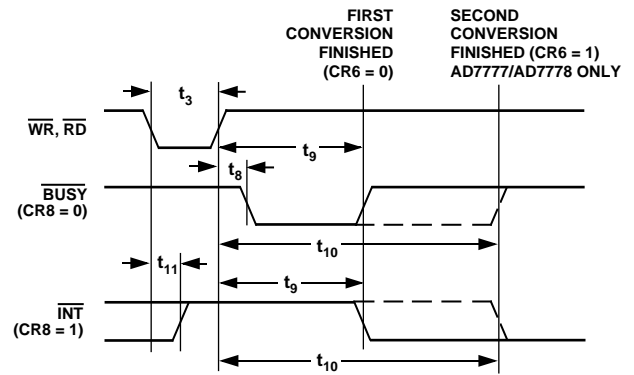 FIRST
CONVERSION
FINISHED
(CR6 = 0)
SECOND
CONVERSION
FINISHED (CR6 = 1)
AD7777/AD7778 ONLY
t3
WR, RD
t9
t8
BUSY
(CR8 = 0)
t10
t11
t9
INT
(CR8 = 1)
t10